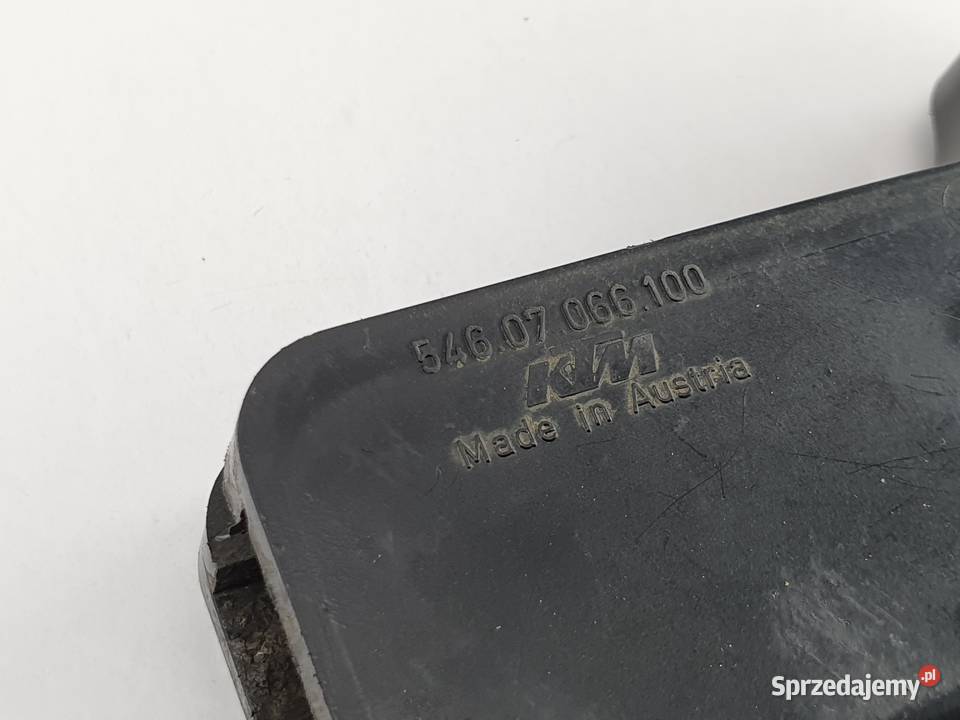 546.07 066.100
KTM
Made in Austria
Sprzedajemy.pl